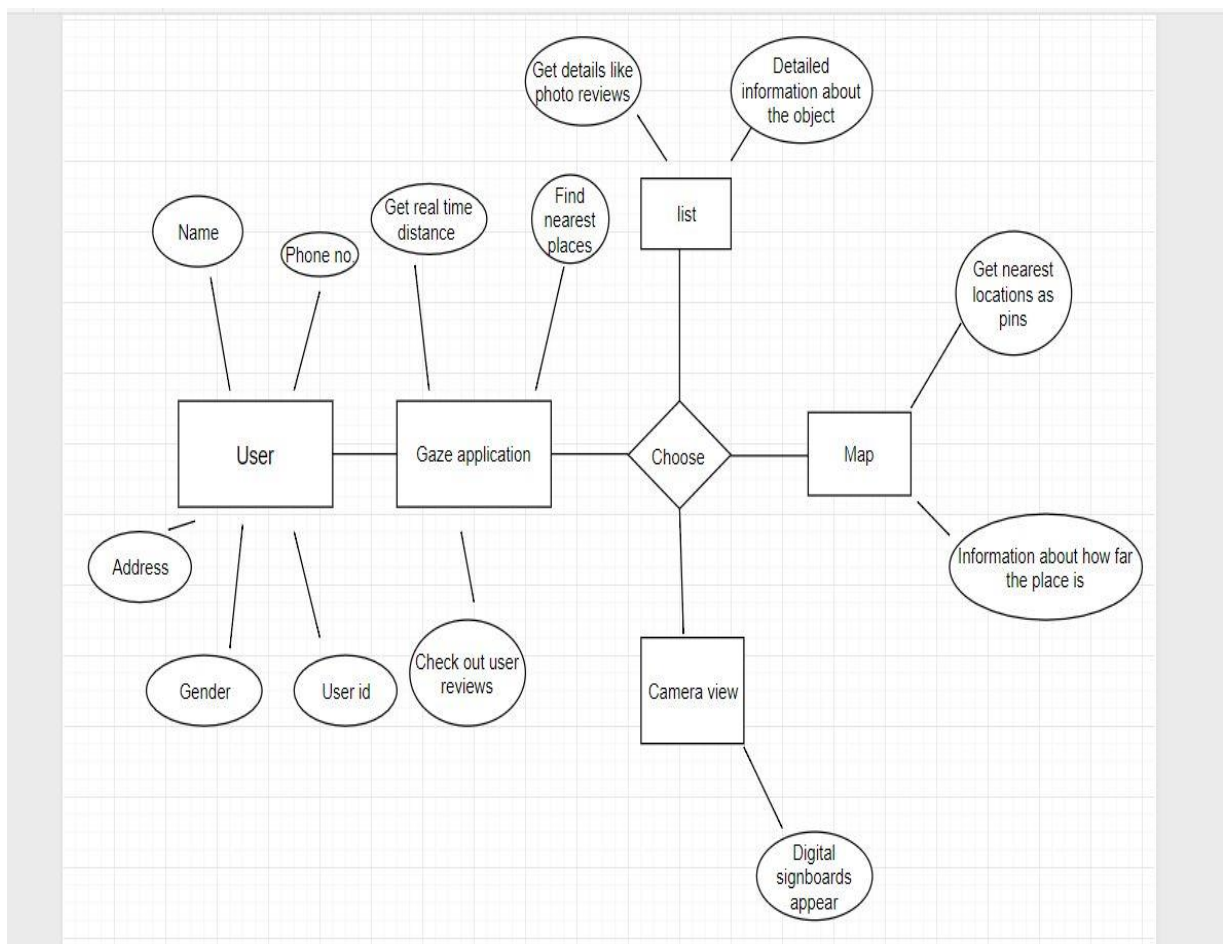 Get details like
photo reviews
Detailed
information about
the object
Name
Phone no.
Get real time
distance
Find
nearest
places
list
Get nearest
locations as
pins
User
Gaze application
Choose
Map
Address
Information about how far
the place is
Gender
User id
Check out user
reviews
Camera view
Digital
signboards
appear